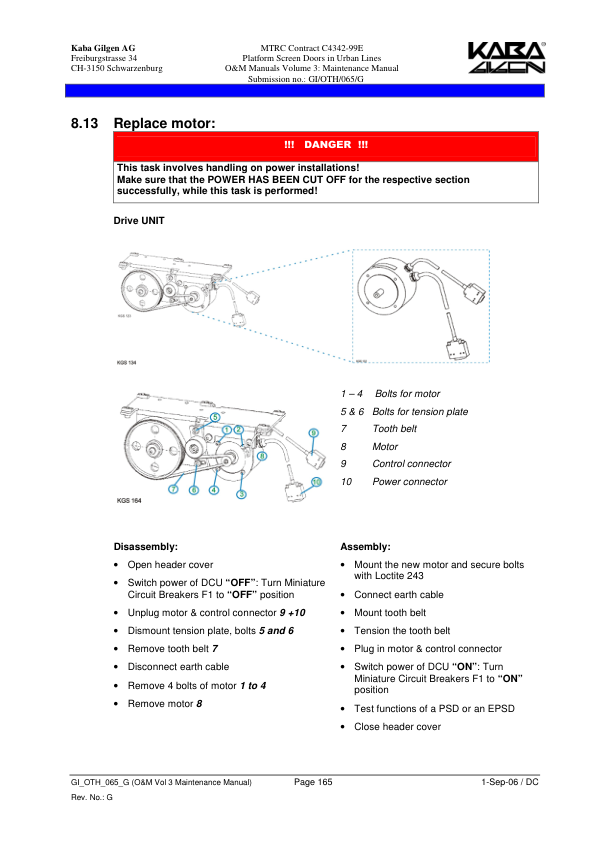 Kaba Gilgen AG
Freiburgstrasse 34
CH-3150 Schwarzenburg
MTRC Contract C4342-99E
Platform Screen Doors in Urban Lines
O&M Manuals Volume 3: Maintenance Manual
Submission no.: GI/OTH/065/G
KABA®
GILGEN
8.13 Replace motor:
!!! DANGER !!!
This task involves handling on power installations!
Make sure that the POWER HAS BEEN CUT OFF for the respective section
successfully, while this task is performed!
Drive UNIT
KGS 134
5
1 2
9
8
10
7 6 4 3
KGS 164
1 – 4 Bolts for motor
5 & 6 Bolts for tension plate
7 Tooth belt
8 Motor
9 Control connector
10 Power connector
Disassembly:
• Open header cover
• Switch power of DCU “OFF”: Turn Miniature
Circuit Breakers F1 to “OFF” position
• Unplug motor & control connector 9 +10
• Dismount tension plate, bolts 5 and 6
• Remove tooth belt 7
• Disconnect earth cable
• Remove 4 bolts of motor 1 to 4
• Remove motor 8
Assembly:
• Mount the new motor and secure bolts
with Loctite 243
• Connect earth cable
• Mount tooth belt
• Tension the tooth belt
• Plug in motor & control connector
• Switch power of DCU “ON”: Turn
Miniature Circuit Breakers F1 to “ON”
position
• Test functions of a PSD or an EPSD
• Close header cover
GI_OTH_065_G (O&M Vol 3 Maintenance Manual) Page 165 1-Sep-06 / DC
Rev. No.: G